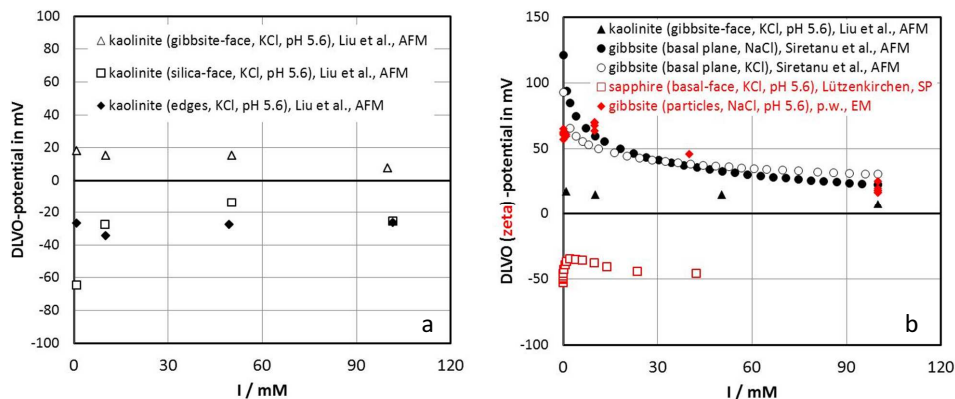 100
80
60
40
20
0
-20
-40
-60
-80
-100
DLVO-potential in mV
kaolinite (gibbsite-face, KCl, pH 5.6), Liu et al., AFM
kaolinite (silica-face, KCl, pH 5.6), Liu et al., AFM
kaolinite (edges, KCl, pH 5.6), Liu et al., AFM
a
0 30 60 90 120
I / mM
150
100
50
0
-50
-100
DLVO (zeta) -potential in mV
kaolinite (gibbsite-face, KCl, pH 5.6), Liu et al., AFM
gibbsite (basal plane, NaCl), Siretanu et al., AFM
gibbsite (basal plane, KCl), Siretanu et al., AFM
sapphire (basal-face, KCl, pH 5.6), Lützenkirchen, SP
gibbsite (particles, NaCl, pH 5.6), p.w., EM
b
0 20 40 60 80 100 120
I / mM